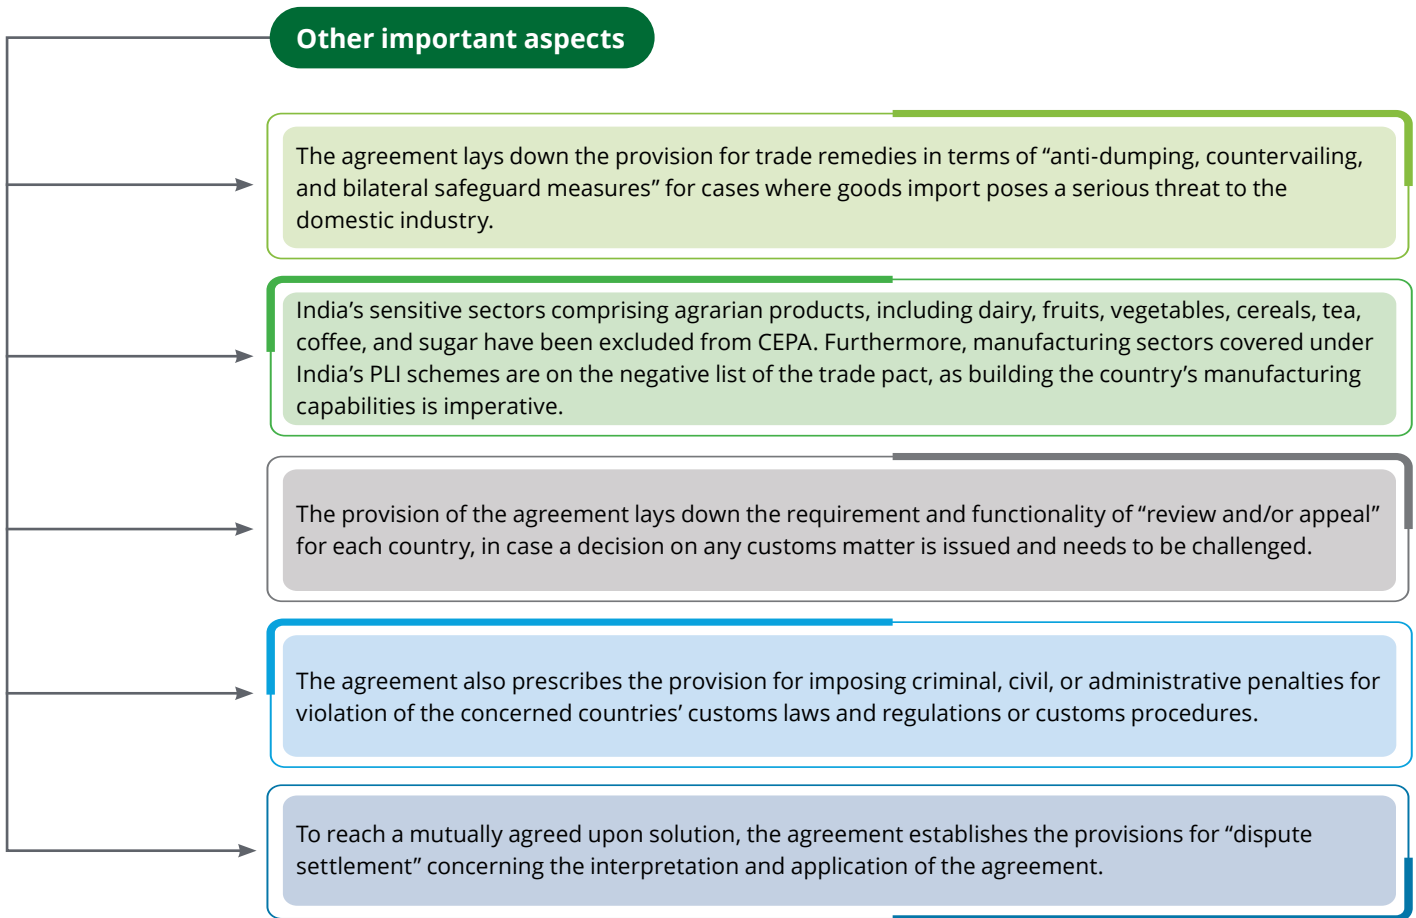 Other important aspects
The agreement lays down the provision for trade remedies in terms of “anti-dumping, countervailing,
and bilateral safeguard measures” for cases where goods import poses a serious threat to the
domestic industry.
India’s sensitive sectors comprising agrarian products, including dairy, fruits, vegetables, cereals, tea,
coffee, and sugar have been excluded from CEPA. Furthermore, manufacturing sectors covered under
India’s PLI schemes are on the negative list of the trade pact, as building the country’s manufacturing
capabilities is imperative.
The provision of the agreement lays down the requirement and functionality of “review and/or appeal”
for each country, in case a decision on any customs matter is issued and needs to be challenged.
The agreement also prescribes the provision for imposing criminal, civil, or administrative penalties for
violation of the concerned countries’ customs laws and regulations or customs procedures.
To reach a mutually agreed upon solution, the agreement establishes the provisions for “dispute
settlement” concerning the interpretation and application of the agreement.